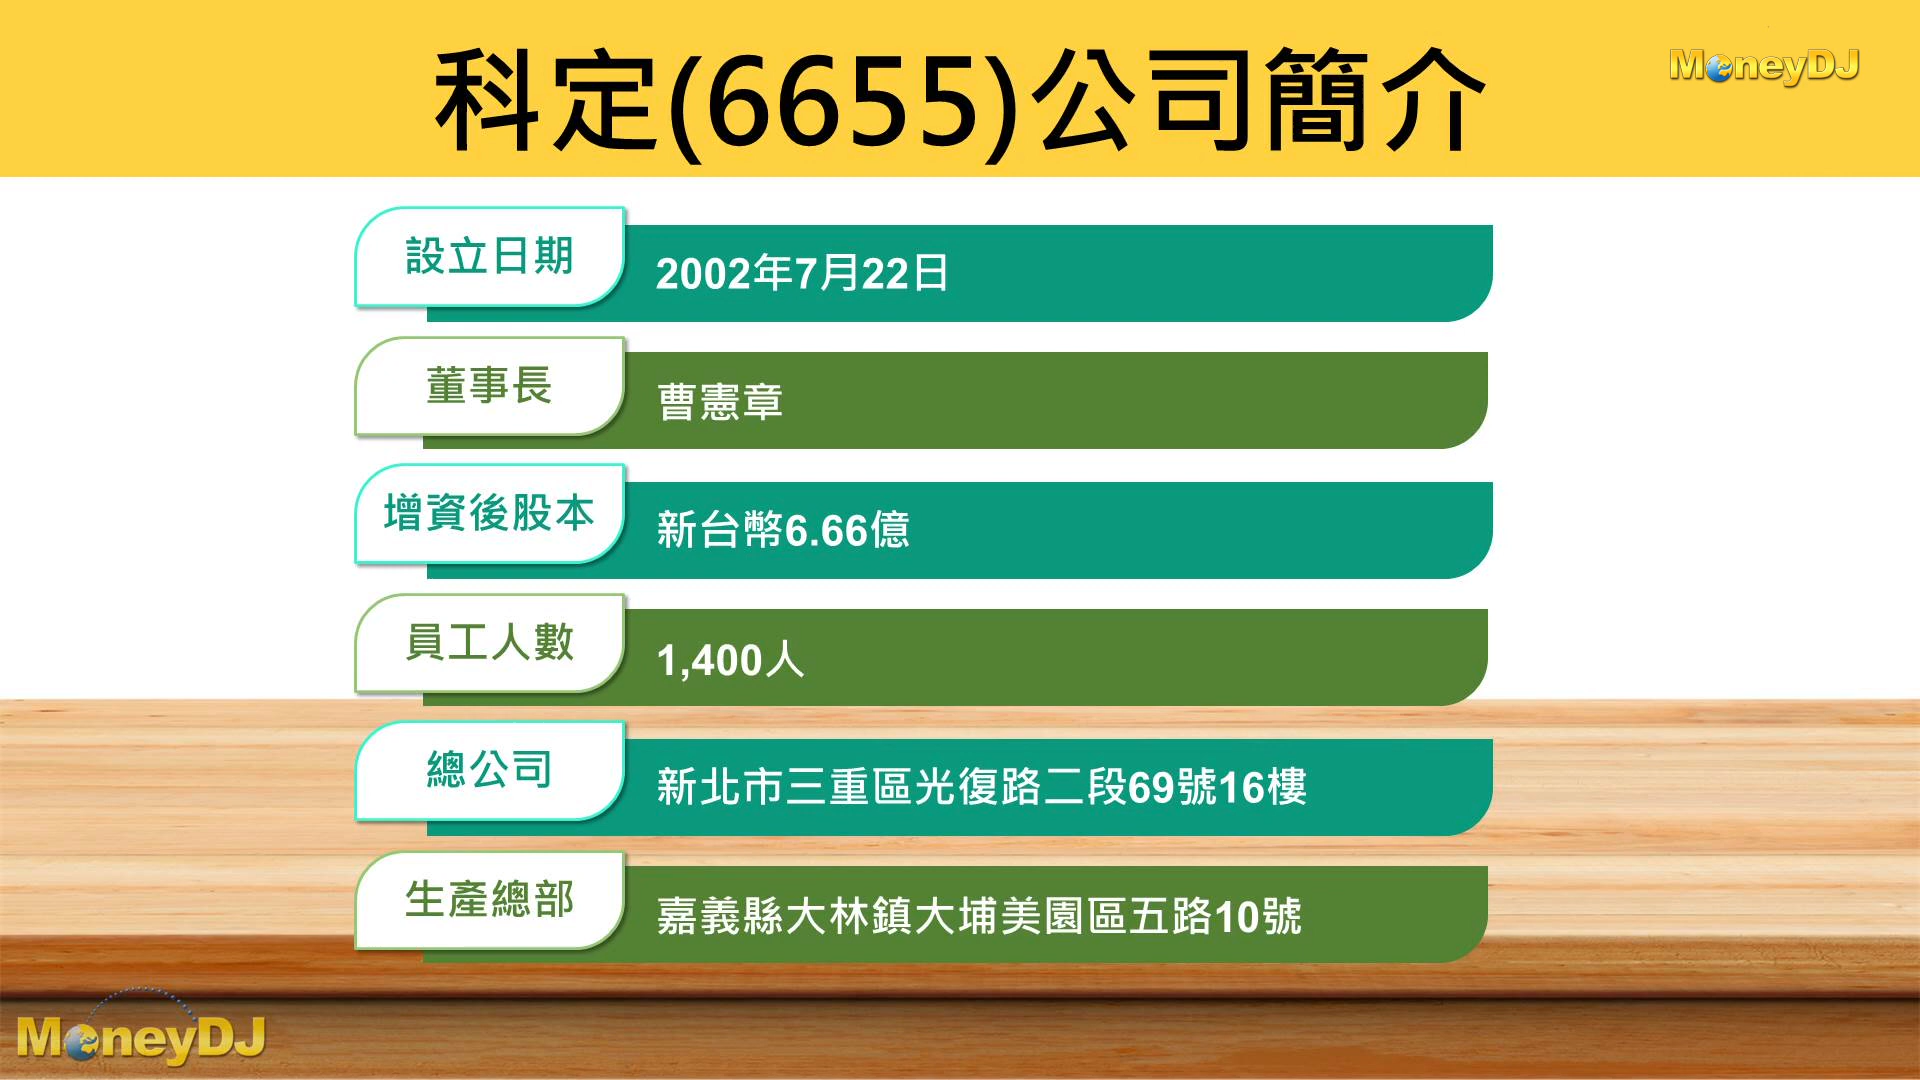 科定(6655)公司簡介
MoneyDJ
設立日期
2002年7月22日
董事長
曹憲章
增資後股本
新台幣6.66億
員工人數
1,400人
總公司
新北市三重區光復路二段69號16樓
生產總部
嘉義縣大林鎮大埔美園區五路10號
MoneyDJ